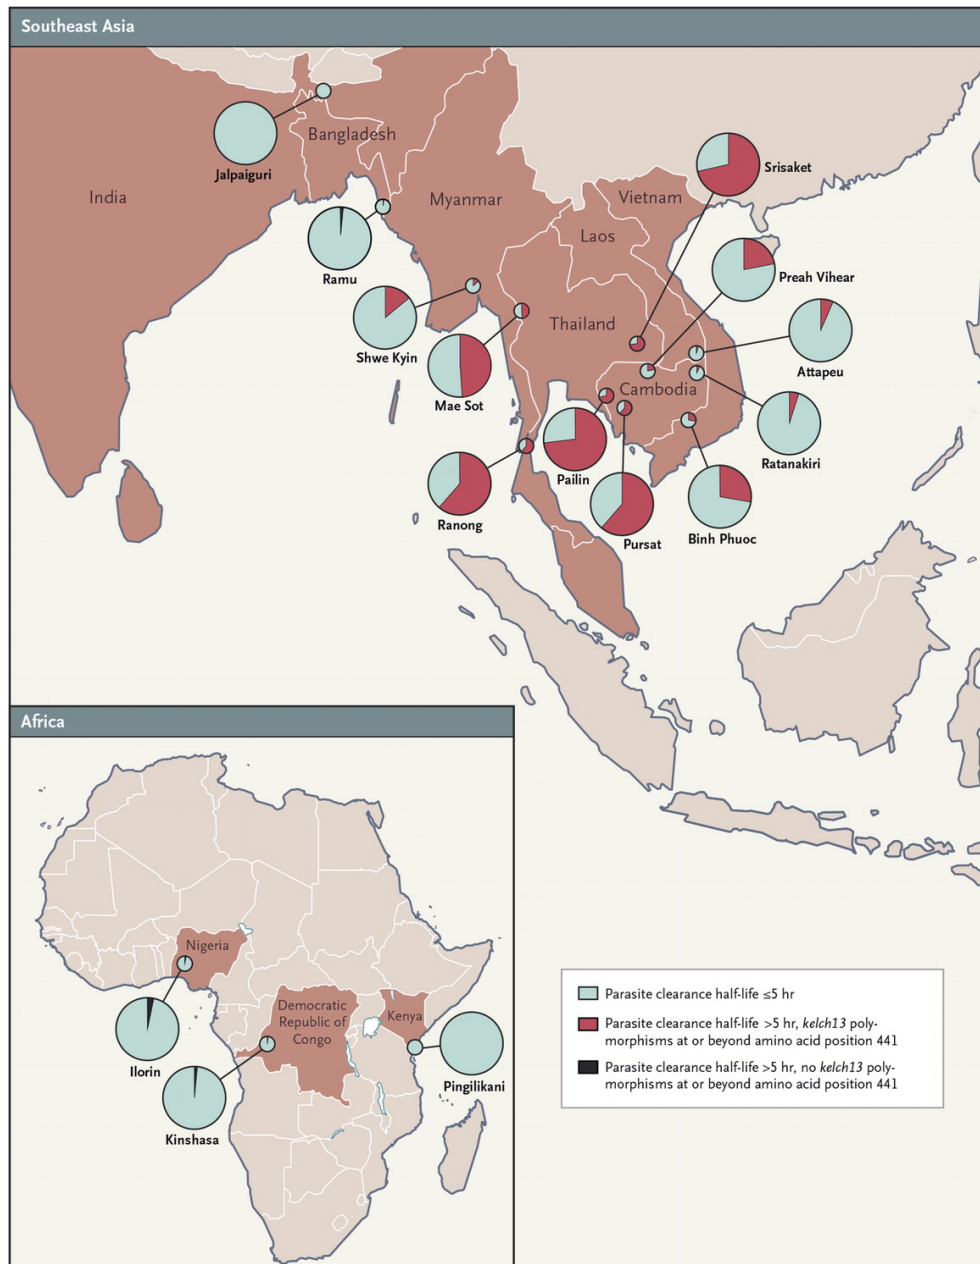 Southeast Asia
India
Bangladesh
Myanmar
Vietnam
Laos
Thailand
Cambodia
Jalpaiguri
Ramu
Shwe Kyin
Mae Sot
Ranong
Srisaket
Preah Vihear
Attapeu
Ratanakiri
Binh Phuoc
Pailin
Pursat
Africa
Nigeria
Democratic
Republic of
Congo
Kenya
Ilorin
Kinshasa
Pingilikani
Parasite clearance half-life ≤5 hr
Parasite clearance half-life >5 hr, kelch13 poly-
morphisms at or beyond amino acid position 441
Parasite clearance half-life >5 hr, no kelch13 poly-
morphisms at or beyond amino acid position 441